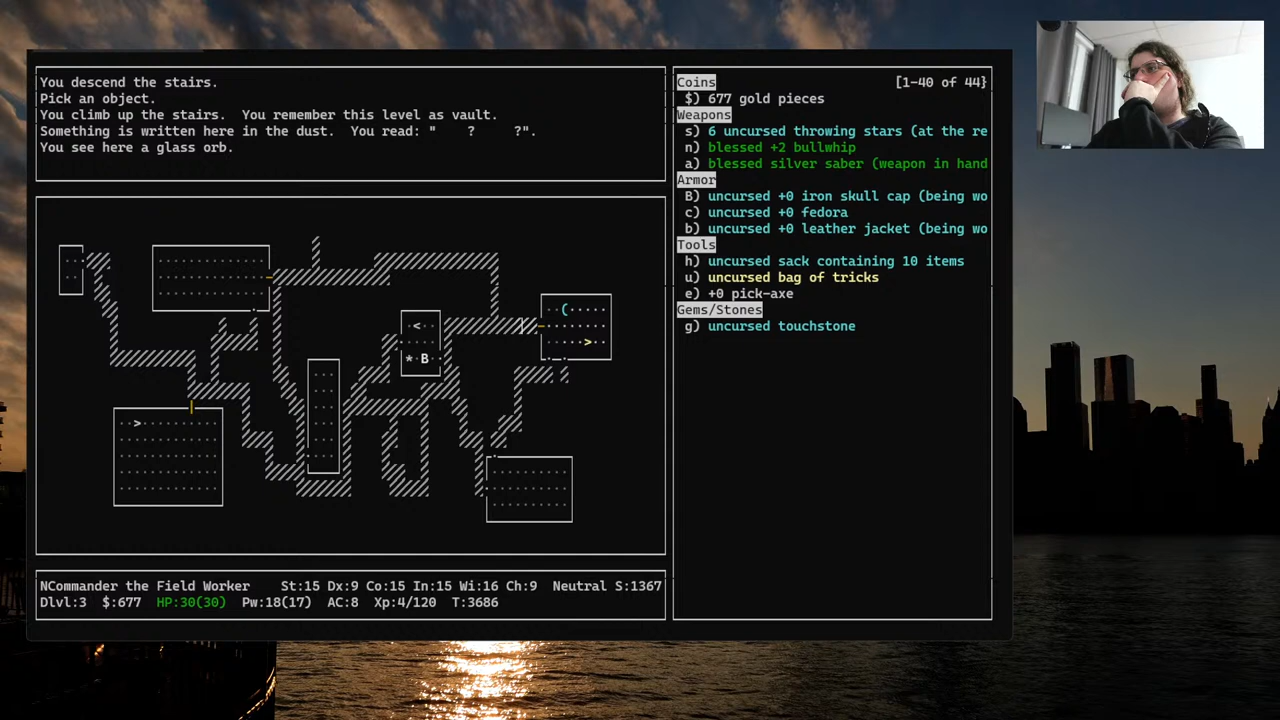 You descend the stairs.
Pick an object.
You climb up the stairs.  You remember this level as vault.
Something is written here in the dust.  You read: "    ?     ?".
You see here a glass orb.
Coins [1-40 of 44}
$) 677 gold pieces
Weapons
s) 6 uncursed throwing stars (at the re
n) blessed +2 bullwhip
a) blessed silver saber (weapon in hand
Armor
B) uncursed +0 iron skull cap (being wo
c) uncursed +0 fedora
b) uncursed +0 leather jacket (being wo
Tools
h) uncursed sack containing 10 items
u) uncursed bag of tricks
e) +0 pick-axe
Gems/Stones
g) uncursed touchstone
NCommander the Field Worker    St:15 Dx:9 Co:15 In:15 Wi:16 Ch:9  Neutral S:1367
Dlvl:3  $:677  HP:30(30)  Pw:18(17)  AC:8  Xp:4/120  T:3686